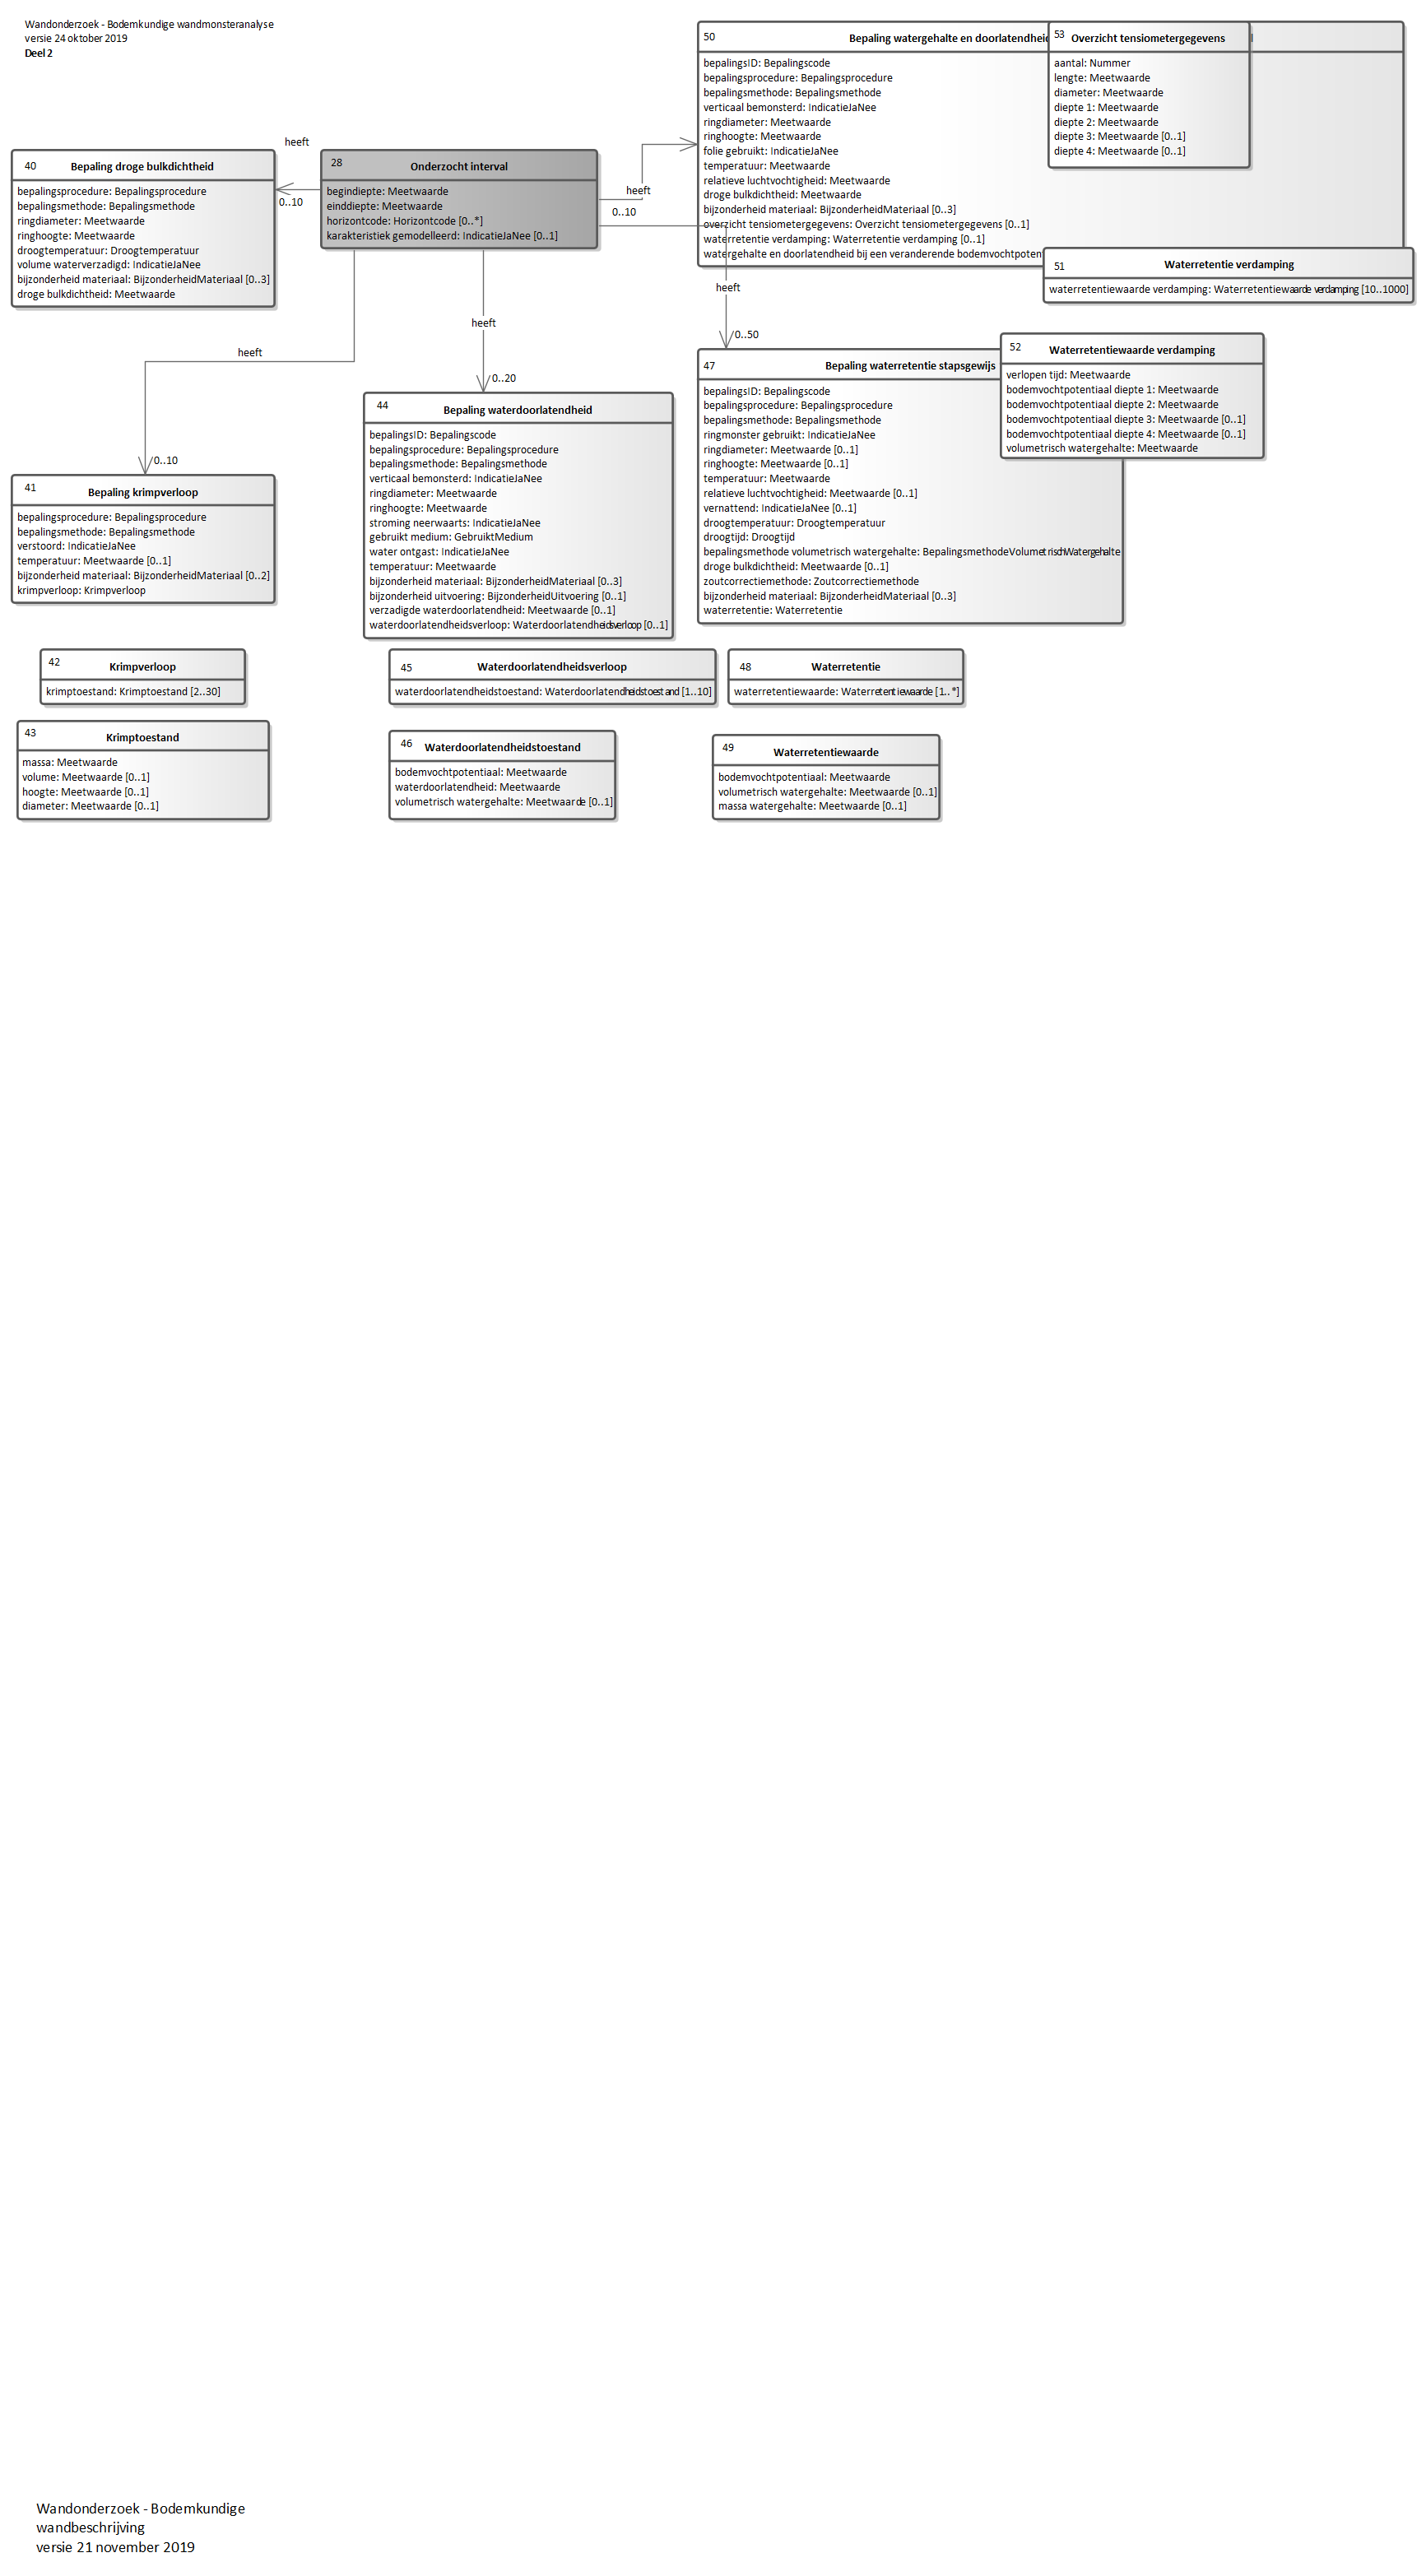 Wandonderzoek - Bodemkundige wandmonsteranalyse
versie 24 oktober 2019
Deel 2
50
Bepaling watergehalte en doorlatendheid
53
Overzicht tensiometergegevens
bepalingsID: Bepalingscode
bepalingsprocedure: Bepalingsprocedure
bepalingsmethode: Bepalingsmethode
verticaal bemonsterd: IndicatieJaNee
ringdiameter: Meetwaarde
ringhoogte: Meetwaarde
folie gebruikt: IndicatieJaNee
temperatuur: Meetwaarde
relatieve luchtvochtigheid: Meetwaarde
droge bulkdichtheid: Meetwaarde
bijzonderheid materiaal: BijzonderheidMateriaal [0..3]
overzicht tensiometergegevens: Overzicht tensiometergegevens [0..1]
waterretentie verdamping: Waterretentie verdamping [0..1]
watergehalte en doorlatendheid bij een veranderende
aantal: Nummer
lengte: Meetwaarde
diameter: Meetwaarde
diepte 1: Meetwaarde
diepte 2: Meetwaarde
diepte 3: Meetwaarde [0..1]
diepte 4: Meetwaarde [0..1]
heeft
0..10
40
Bepaling droge bulkdichtheid
bepalingsprocedure: Bepalingsprocedure
bepalingsmethode: Bepalingsmethode
ringdiameter: Meetwaarde
ringhoogte: Meetwaarde
droogtemperatuur: Droogtemperatuur
volume waterverzadigd: IndicatieJaNee
bijzonderheid materiaal: BijzonderheidMateriaal [0..3]
droge bulkdichtheid: Meetwaarde
28
Onderzocht interval
begindiepte: Meetwaarde
einddiepte: Meetwaarde
horizontcode: Horizontcode [0..*]
karakteristiek gemodelleerd: IndicatieJaNee [0..1]
heeft
0..10
51
Waterretentie verdamping
waterretentiewaarde verdamping: Waterretentiewaarde verdamping [10..1000]
heeft
0..50
heeft
0..20
heeft
0..10
52
Waterretentiewaarde verdamping
verlopen tijd: Meetwaarde
bodemvochtpotentiaal diepte 1: Meetwaarde
bodemvochtpotentiaal diepte 2: Meetwaarde
bodemvochtpotentiaal diepte 3: Meetwaarde [0..1]
bodemvochtpotentiaal diepte 4: Meetwaarde [0..1]
volumetrisch watergehalte: Meetwaarde
47
Bepaling waterretentie stapsgewijs
bepalingsID: Bepalingscode
bepalingsprocedure: Bepalingsprocedure
bepalingsmethode: Bepalingsmethode
ringmonster gebruikt: IndicatieJaNee
ringdiameter: Meetwaarde [0..1]
ringhoogte: Meetwaarde [0..1]
temperatuur: Meetwaarde
relatieve luchtvochtigheid: Meetwaarde [0..1]
vernattend: IndicatieJaNee [0..1]
droogtemperatuur: Droogtemperatuur
droogtijd: Droogtijd
bepalingsmethode volumetrisch watergehalte: BepalingsmethodeVolumetrischWatergehalte
droge bulkdichtheid: Meetwaarde [0..1]
zoutcorrectiemethode: Zoutcorrectiemethode
bijzonderheid materiaal: BijzonderheidMateriaal [0..3]
waterretentie: Waterretentie
44
Bepaling waterdoorlatendheid
bepalingsID: Bepalingscode
bepalingsprocedure: Bepalingsprocedure
bepalingsmethode: Bepalingsmethode
verticaal bemonsterd: IndicatieJaNee
ringdiameter: Meetwaarde
ringhoogte: Meetwaarde
stroming neerwaarts: IndicatieJaNee
gebruikt medium: GebruiktMedium
water ontgast: IndicatieJaNee
temperatuur: Meetwaarde
bijzonderheid materiaal: BijzonderheidMateriaal [0..3]
bijzonderheid uitvoering: BijzonderheidUitvoering [0..1]
verzadigde waterdoorlatendheid: Meetwaarde [0..1]
waterdoorlatendheidsverloop: Waterdoorlatendheidsverloop [0..1]
41
Bepaling krimpverloop
bepalingsprocedure: Bepalingsprocedure
bepalingsmethode: Bepalingsmethode
verstoord: IndicatieJaNee
temperatuur: Meetwaarde [0..1]
bijzonderheid materiaal: BijzonderheidMateriaal [0..2]
krimpverloop: Krimpverloop
42
Krimpverloop
krimptoestand: Krimptoestand [2..30]
45
Waterdoorlatendheidsverloop
waterdoorlatendheidstoestand: Waterdoorlatendheidstoestand [1..10]
48
Waterretentie
waterretentiewaarde: Waterretentiewaarde [1..*]
43
Krimptoestand
massa: Meetwaarde
volume: Meetwaarde [0..1]
hoogte: Meetwaarde [0..1]
diameter: Meetwaarde [0..1]
46
Waterdoorlatendheidstoestand
bodemvochtpotentiaal: Meetwaarde
waterdoorlatendheid: Meetwaarde
volumetrisch watergehalte: Meetwaarde [0..1]
49
Waterretentiewaarde
bodemvochtpotentiaal: Meetwaarde
volumetrisch watergehalte: Meetwaarde [0..1]
massa watergehalte: Meetwaarde [0..1]
Wandonderzoek - Bodemkundige
wandbeschrijving
versie 21 november 2019